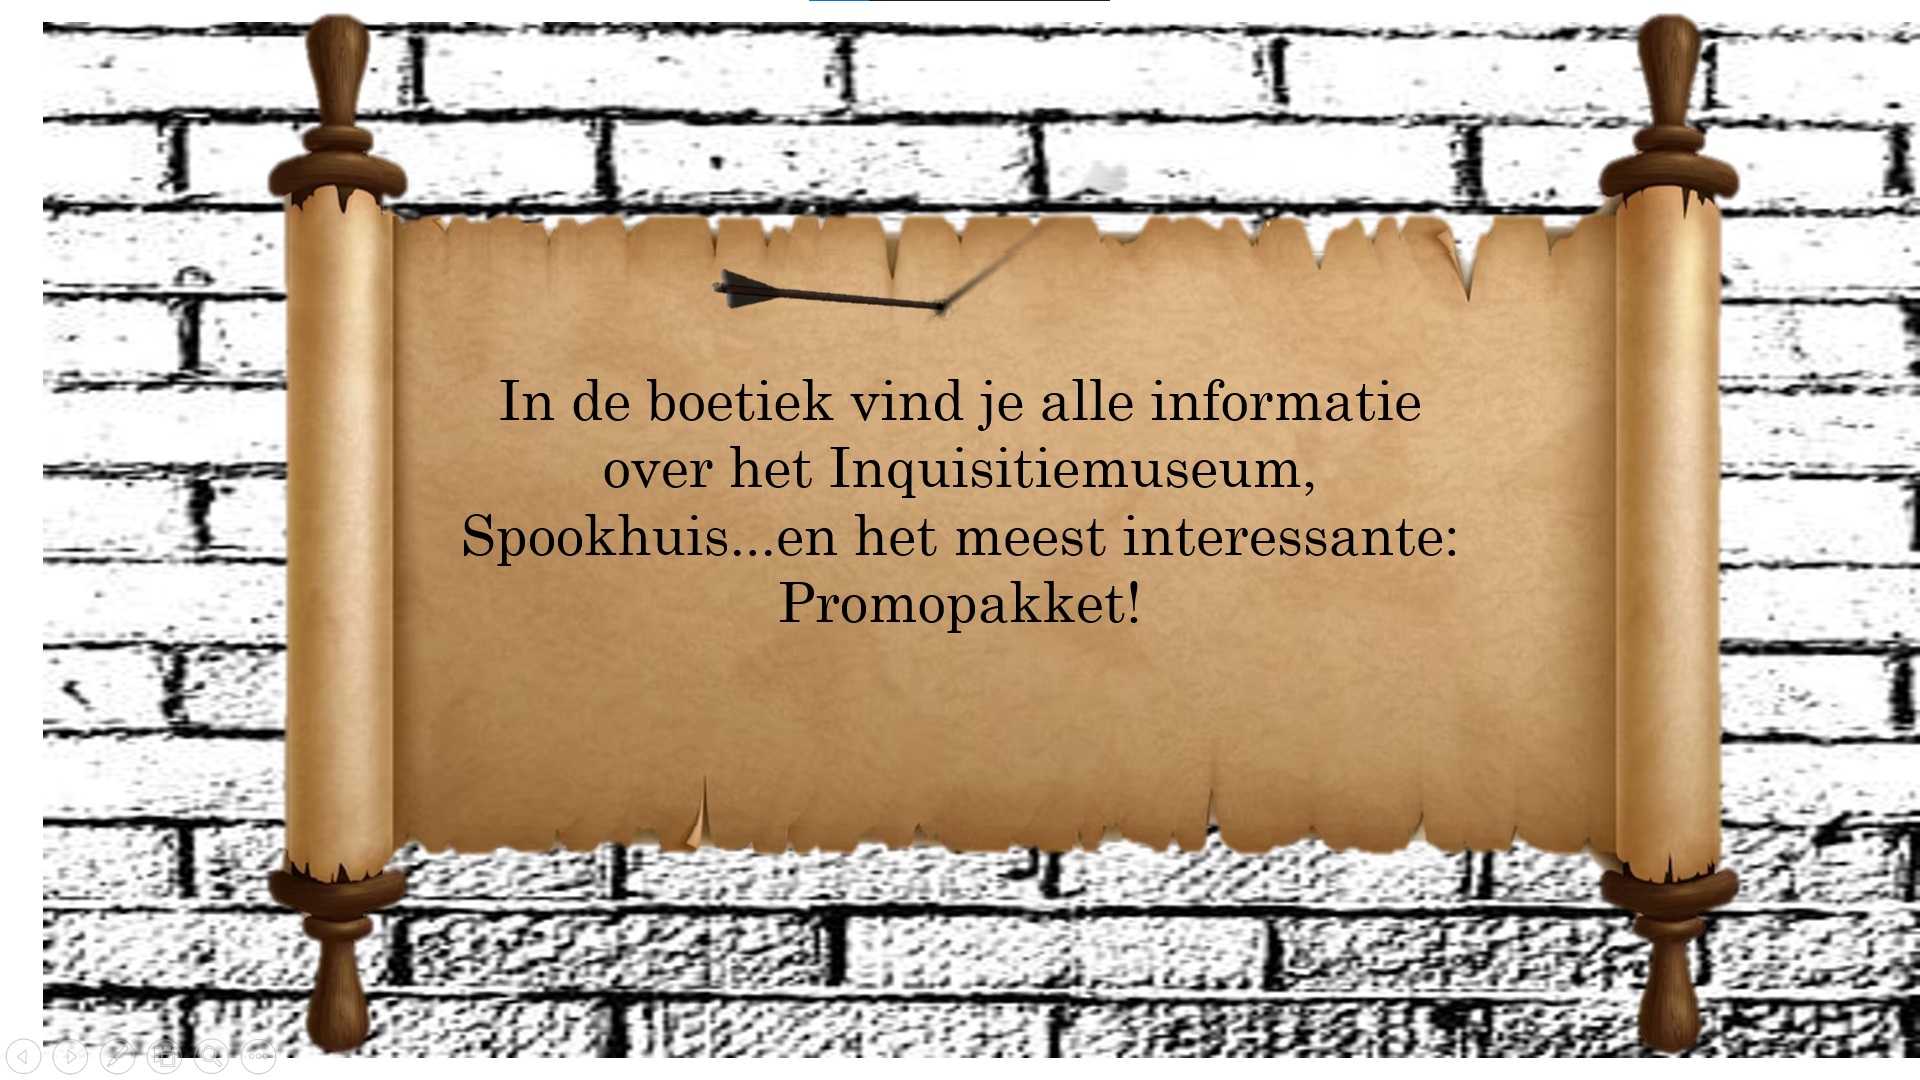 In de boetiek vind je alle informatie
over het Inquisitiemuseum,
Spookhuis...en het meest interessante:
Promopakket!